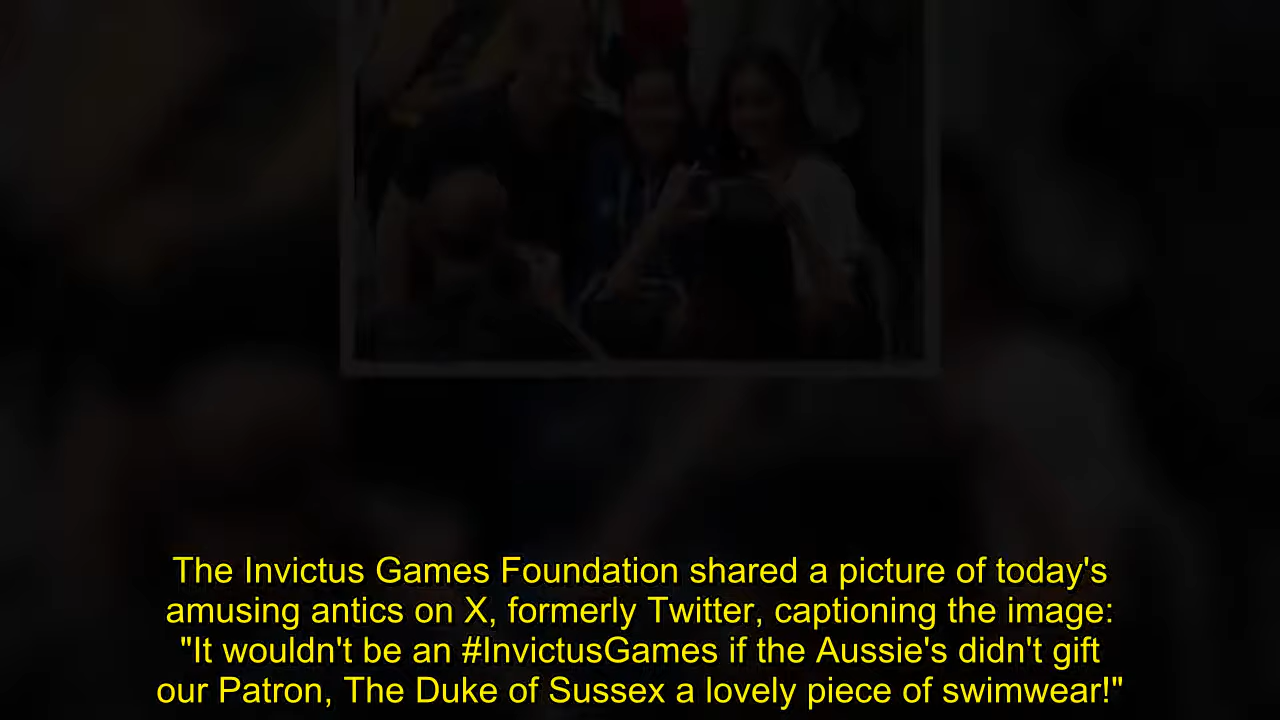 The Invictus Games Foundation shared a picture of today's
amusing antics on X, formerly Twitter, captioning the image:
"It wouldn't be an #InvictusGames if the Aussie's didn't gift
our Patron, The Duke of Sussex a lovely piece of swimwear!"